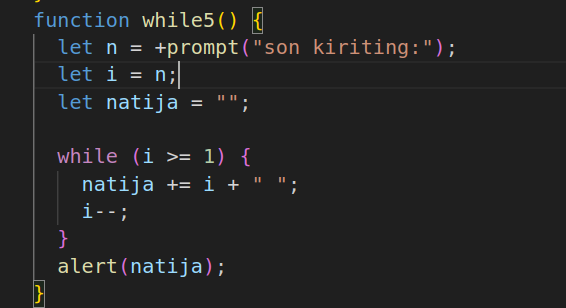 function while5() {
let n = +prompt("son kiriting:");
let i = n;
let natija = "";
while (i >= 1) {
natija += i + " ";
i--;
}
alert(natija);
}